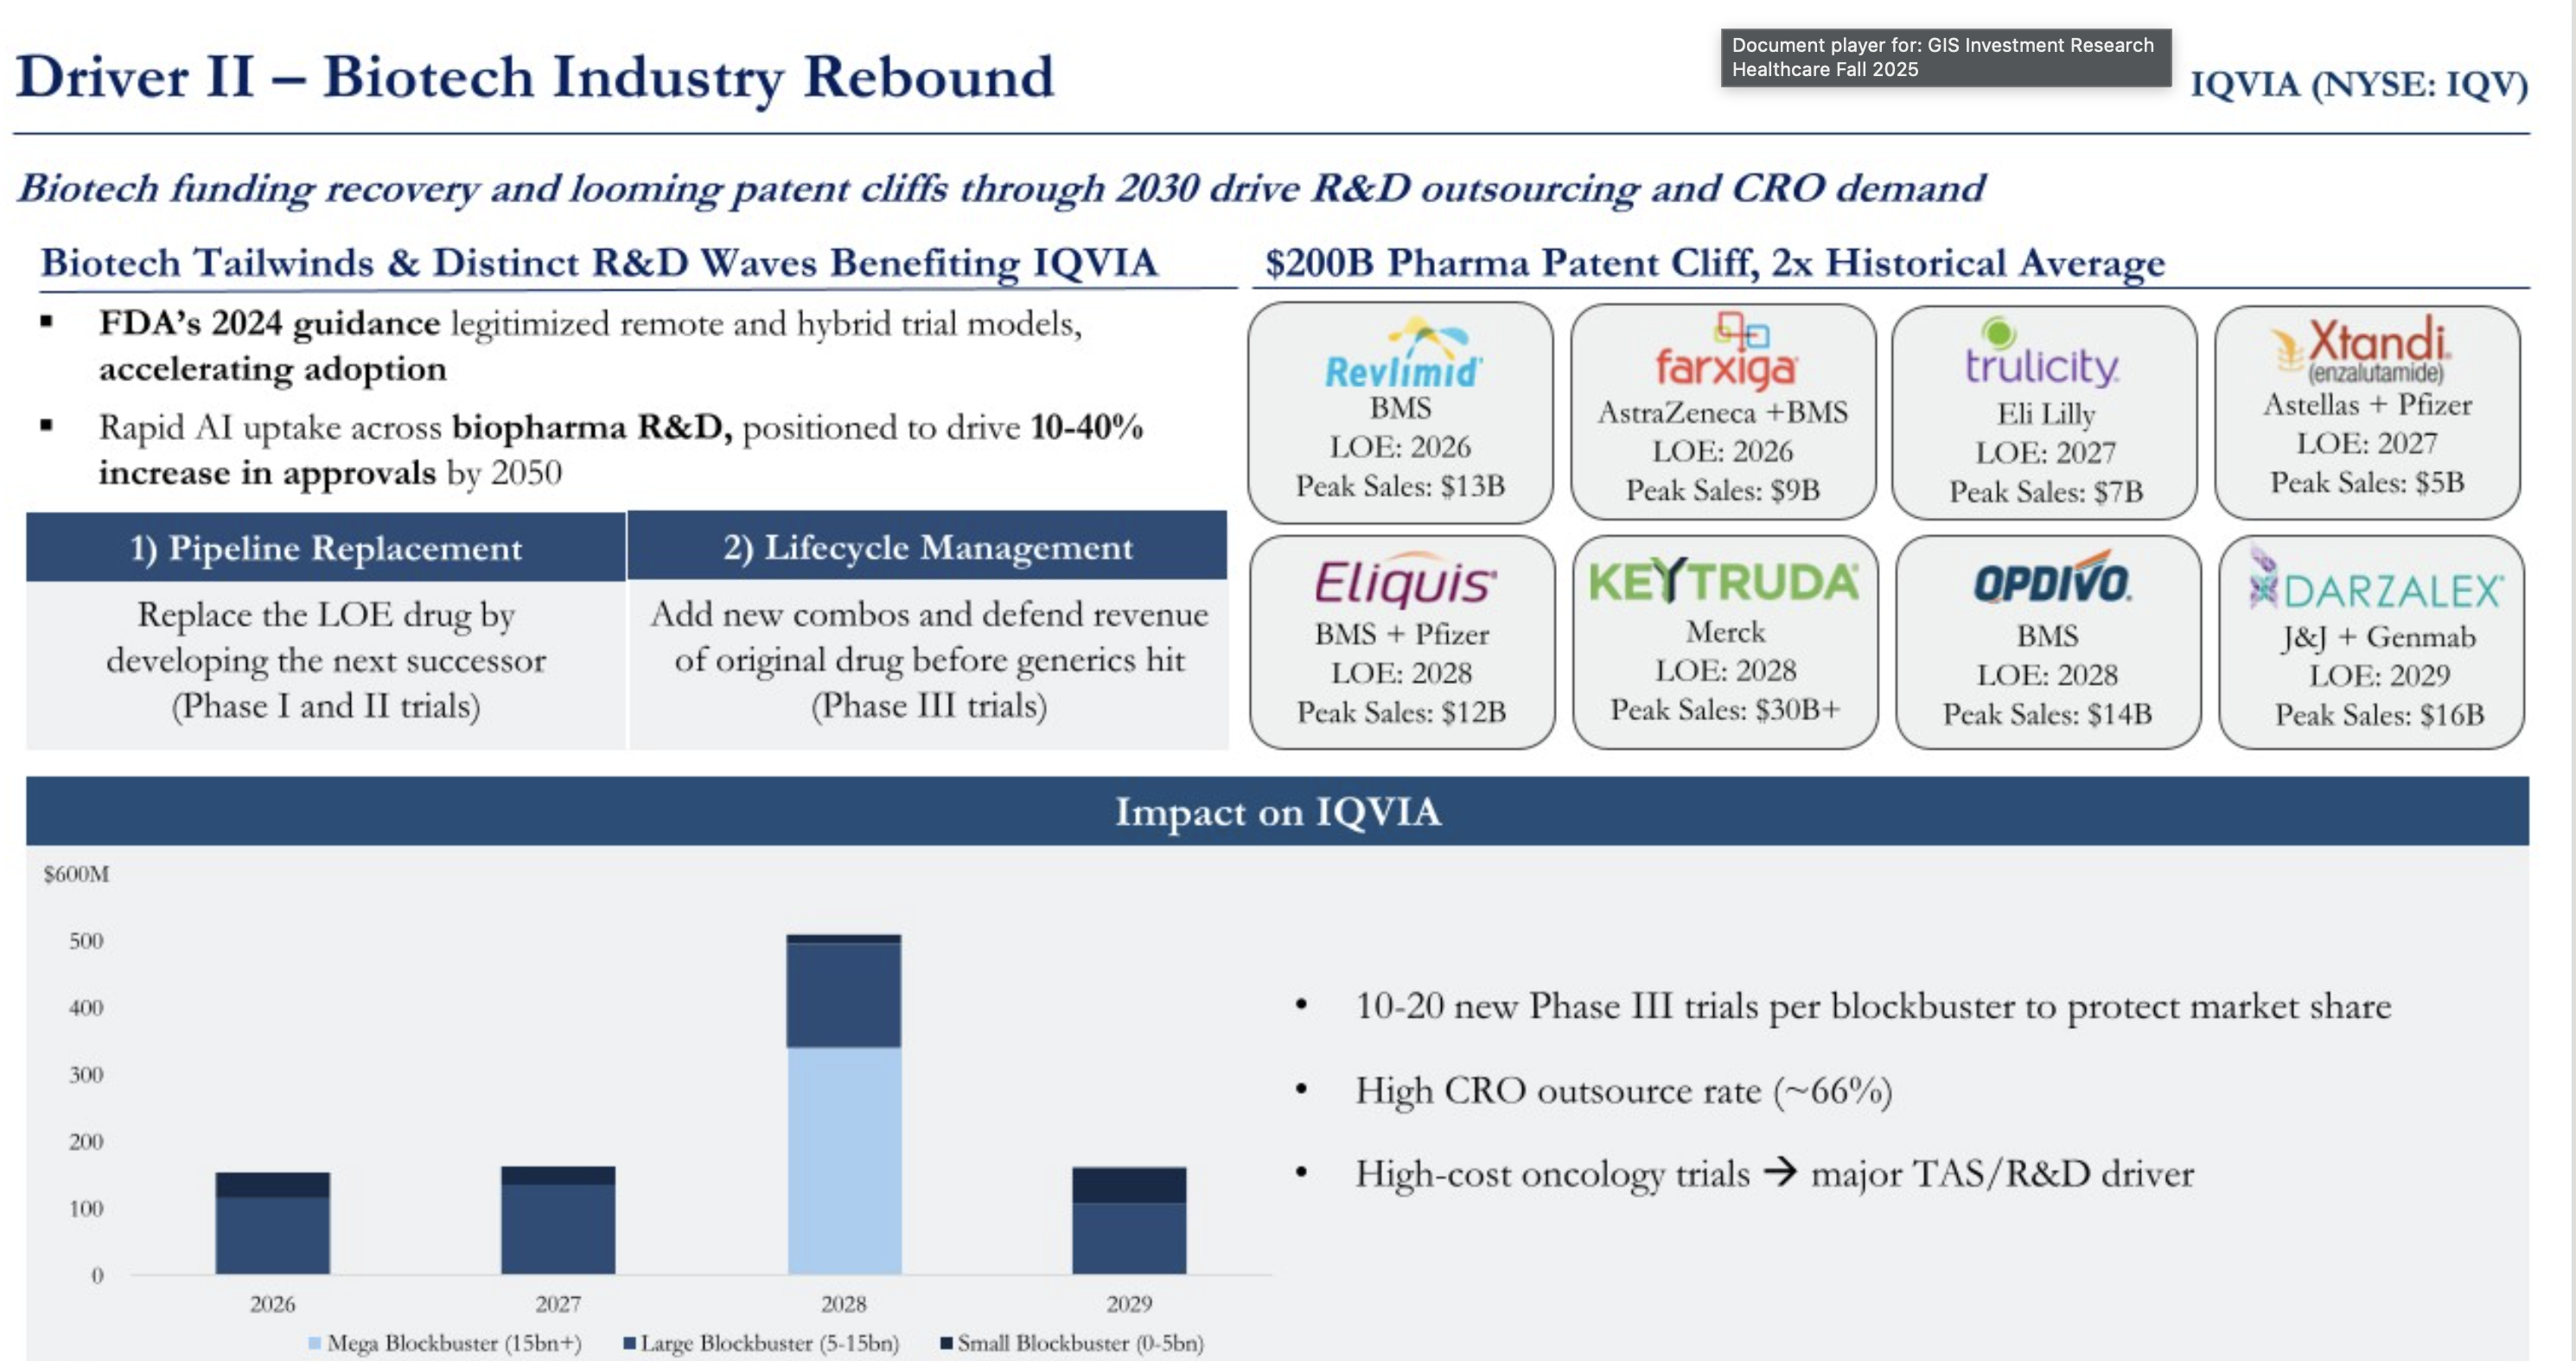 Driver II – Biotech Industry Rebound
Document player for: GIS Investment Research
Healthcare Fall 2025
IQVIA (NYSE: IQV)
Biotech funding recovery and looming patent cliffs through 2030 drive R&D outsourcing and CRO demand
Biotech Tailwinds & Distinct R&D Waves Benefiting IQVIA
▪ FDA's 2024 guidance legitimized remote and hybrid trial models,
accelerating adoption
▪ Rapid AI uptake across biopharma R&D, positioned to drive 10-40%
increase in approvals by 2050
1) Pipeline Replacement
Replace the LOE drug by
developing the next successor
(Phase I and II trials)
2) Lifecycle Management
Add new combos and defend revenue
of original drug before generics hit
(Phase III trials)
$200B Pharma Patent Cliff, 2x Historical Average
Revlimid
BMS
LOE: 2026
Peak Sales: $13B
farxiga
AstraZeneca +BMS
LOE: 2026
Peak Sales: $9B
trulicity
Eli Lilly
LOE: 2027
Peak Sales: $7B
Xtandi
(enzalutamide)
Astellas + Pfizer
LOE: 2027
Peak Sales: $5B
Eliquis
BMS + Pfizer
LOE: 2028
Peak Sales: $12B
KEYTRUDA
Merck
LOE: 2028
Peak Sales: $30B+
OPDIVO
BMS
LOE: 2028
Peak Sales: $14B
DARZALEX
J&J + Genmab
LOE: 2029
Peak Sales: $16B
Impact on IQVIA
$600M
500
400
300
200
100
0
2026 2027 2028 2029
Mega Blockbuster (15bn+) Large Blockbuster (5-15bn) Small Blockbuster (0-5bn)
• 10-20 new Phase III trials per blockbuster to protect market share
• High CRO outsource rate (~66%)
• High-cost oncology trials → major TAS/R&D driver